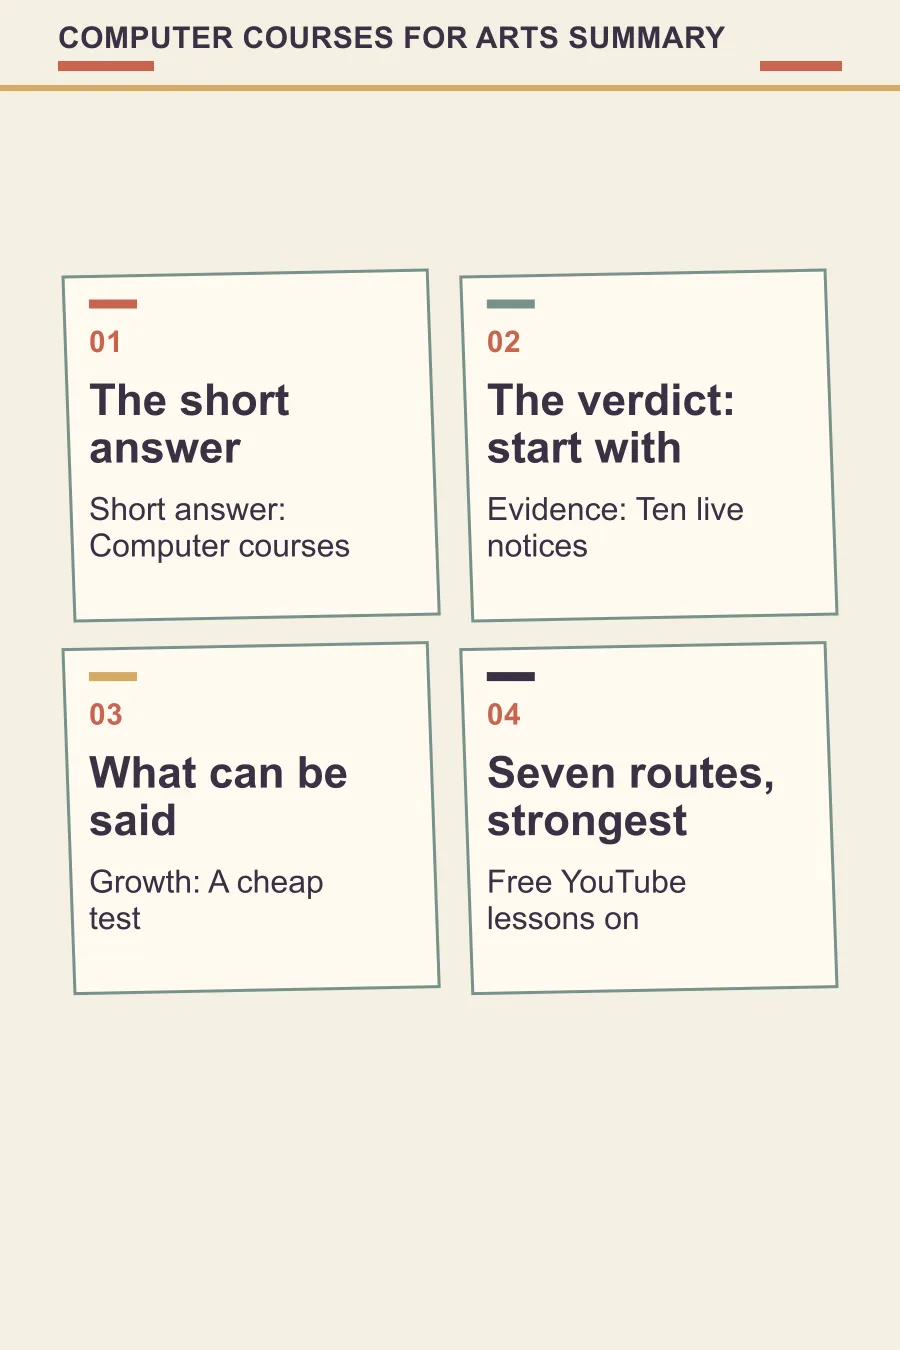 COMPUTER COURSES FOR ARTS SUMMARY
01
The short
answer
Short answer:
Computer courses
02
The verdict:
start with
Evidence: Ten live
notices
03
What can be
said
Growth: A cheap
test
04
Seven routes,
strongest
Free YouTube
lessons on